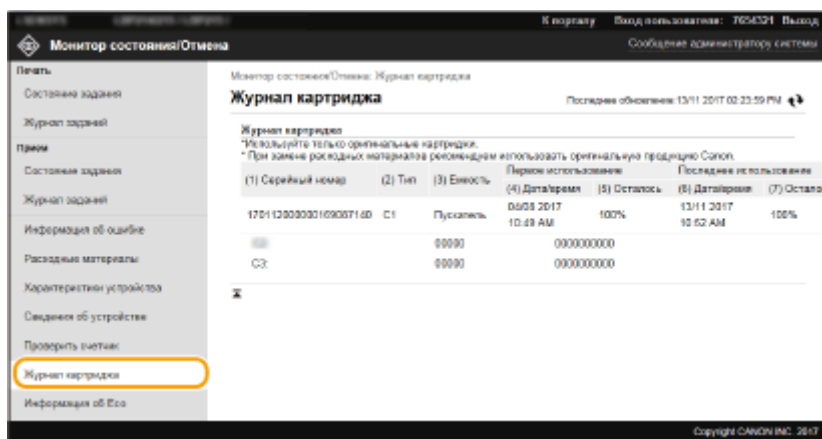 К порталу Вход пользователя: 7654321 Выход
Монитор состояния/Отмена Сообщение администратору системы
Печать
Состояние задания
Журнал заданий
Прием
Состояние задания
Журнал заданий
Информация об ошибке
Расходные материалы
Характеристики устройства
Сведения об устройстве
Проверить счетчик
Журнал картриджа
Информация об Eco
Монитор состояния/Отмена: Журнал картриджа
Журнал картриджа Последнее обновление: 13/11 2017 02:23:59 PM
Журнал картриджа
*Используйте только оригинальные картриджи.
* При замене расходных материалов рекомендуем использовать оригинальную продукцию Canon.
(1) Серийный номер (2) Тип (3) Емкость Первое использование Последнее использование
(4) Дата/время (5) Осталось (6) Дата/время (7) Остало
C1 Пускатель 04/08 2017 10:49 AM 100% 13/11 2017 10:52 AM 100%
00000 0000000000
C3: 00000 0000000000
Copyright CANON INC. 2017